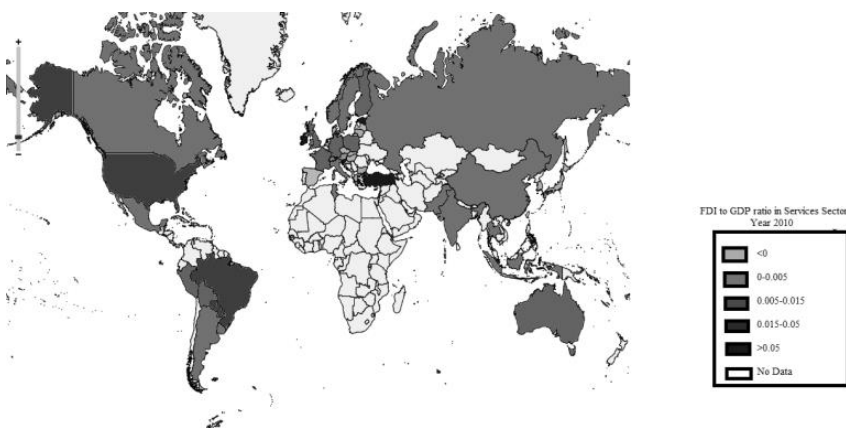 +
−
FDI to GDP ratio in Services Sector
Year 2010
<0
0-0.005
0.005-0.015
0.015-0.05
>0.05
No Data